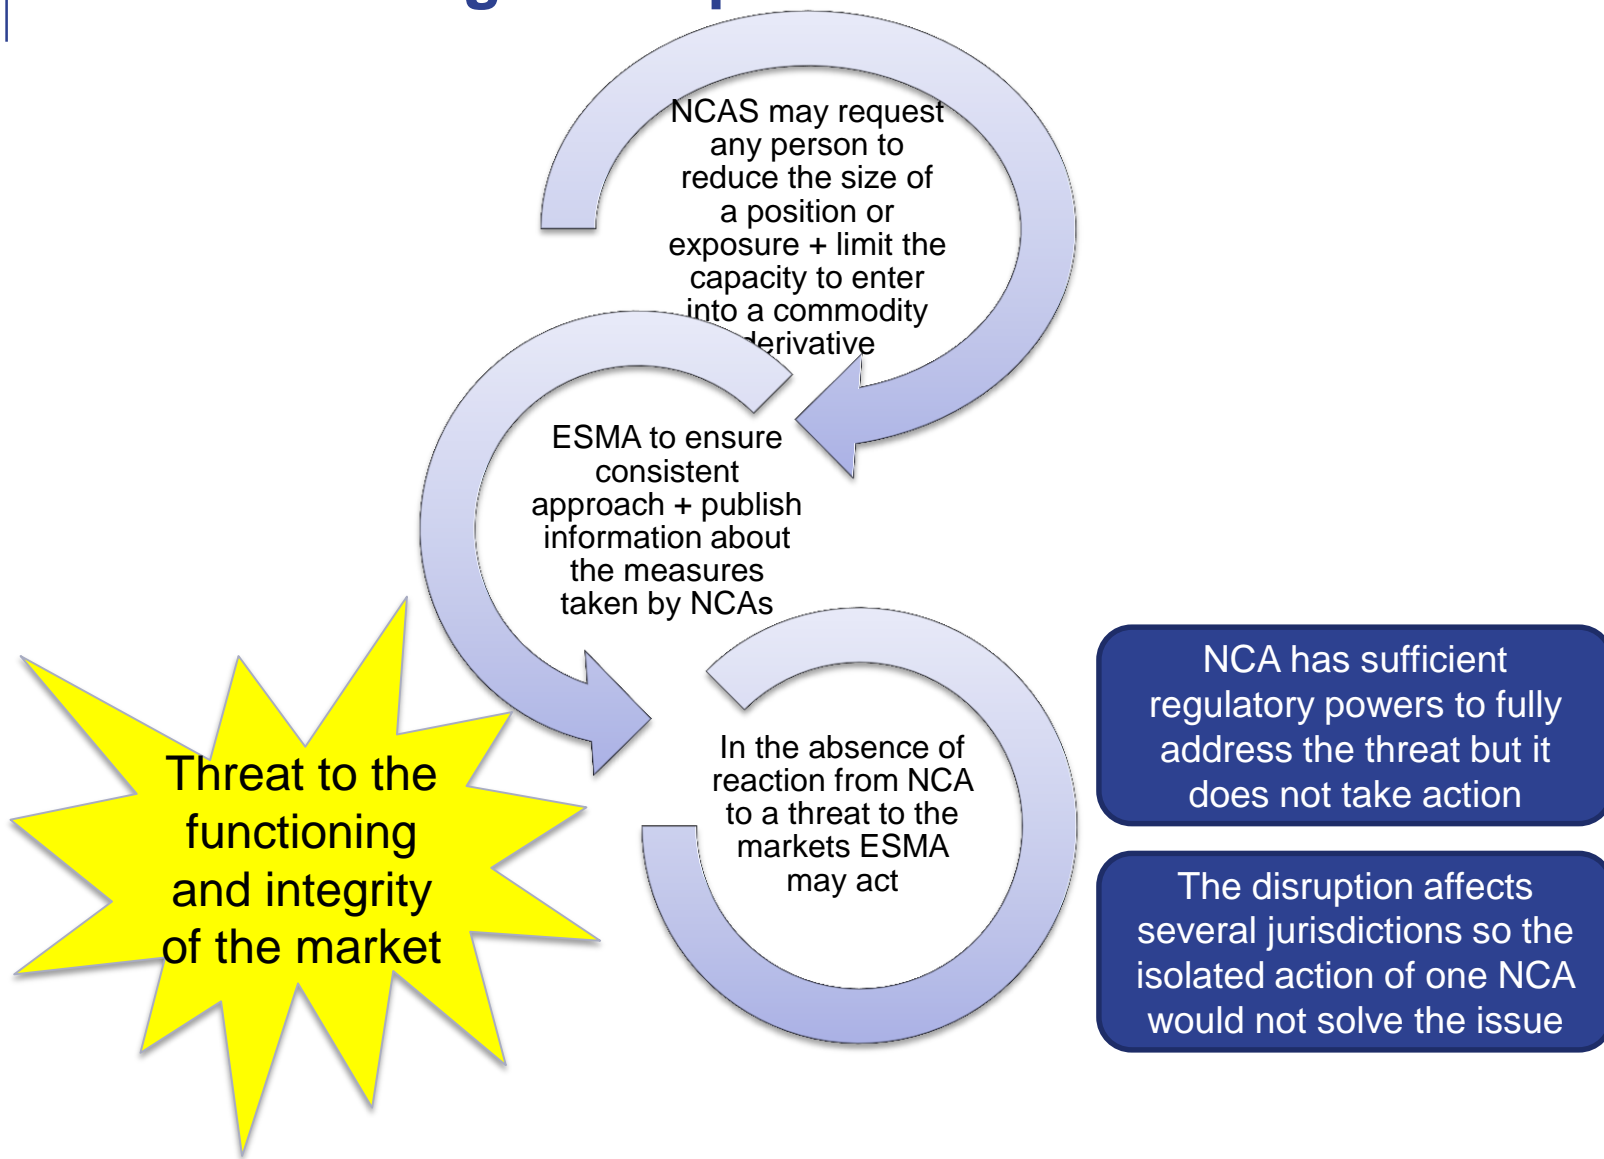 NCAS may request
any person to
reduce the size of
a position or
exposure + limit the
capacity to enter
into a commodity
derivative
ESMA to ensure
consistent
approach + publish
information about
the measures
taken by NCAs
In the absence of
reaction from NCA
to a threat to the
markets ESMA
may act
Threat to the
functioning
and integrity
of the market
NCA has sufficient
regulatory powers to fully
address the threat but it
does not take action
The disruption affects
several jurisdictions so the
isolated action of one NCA
would not solve the issue